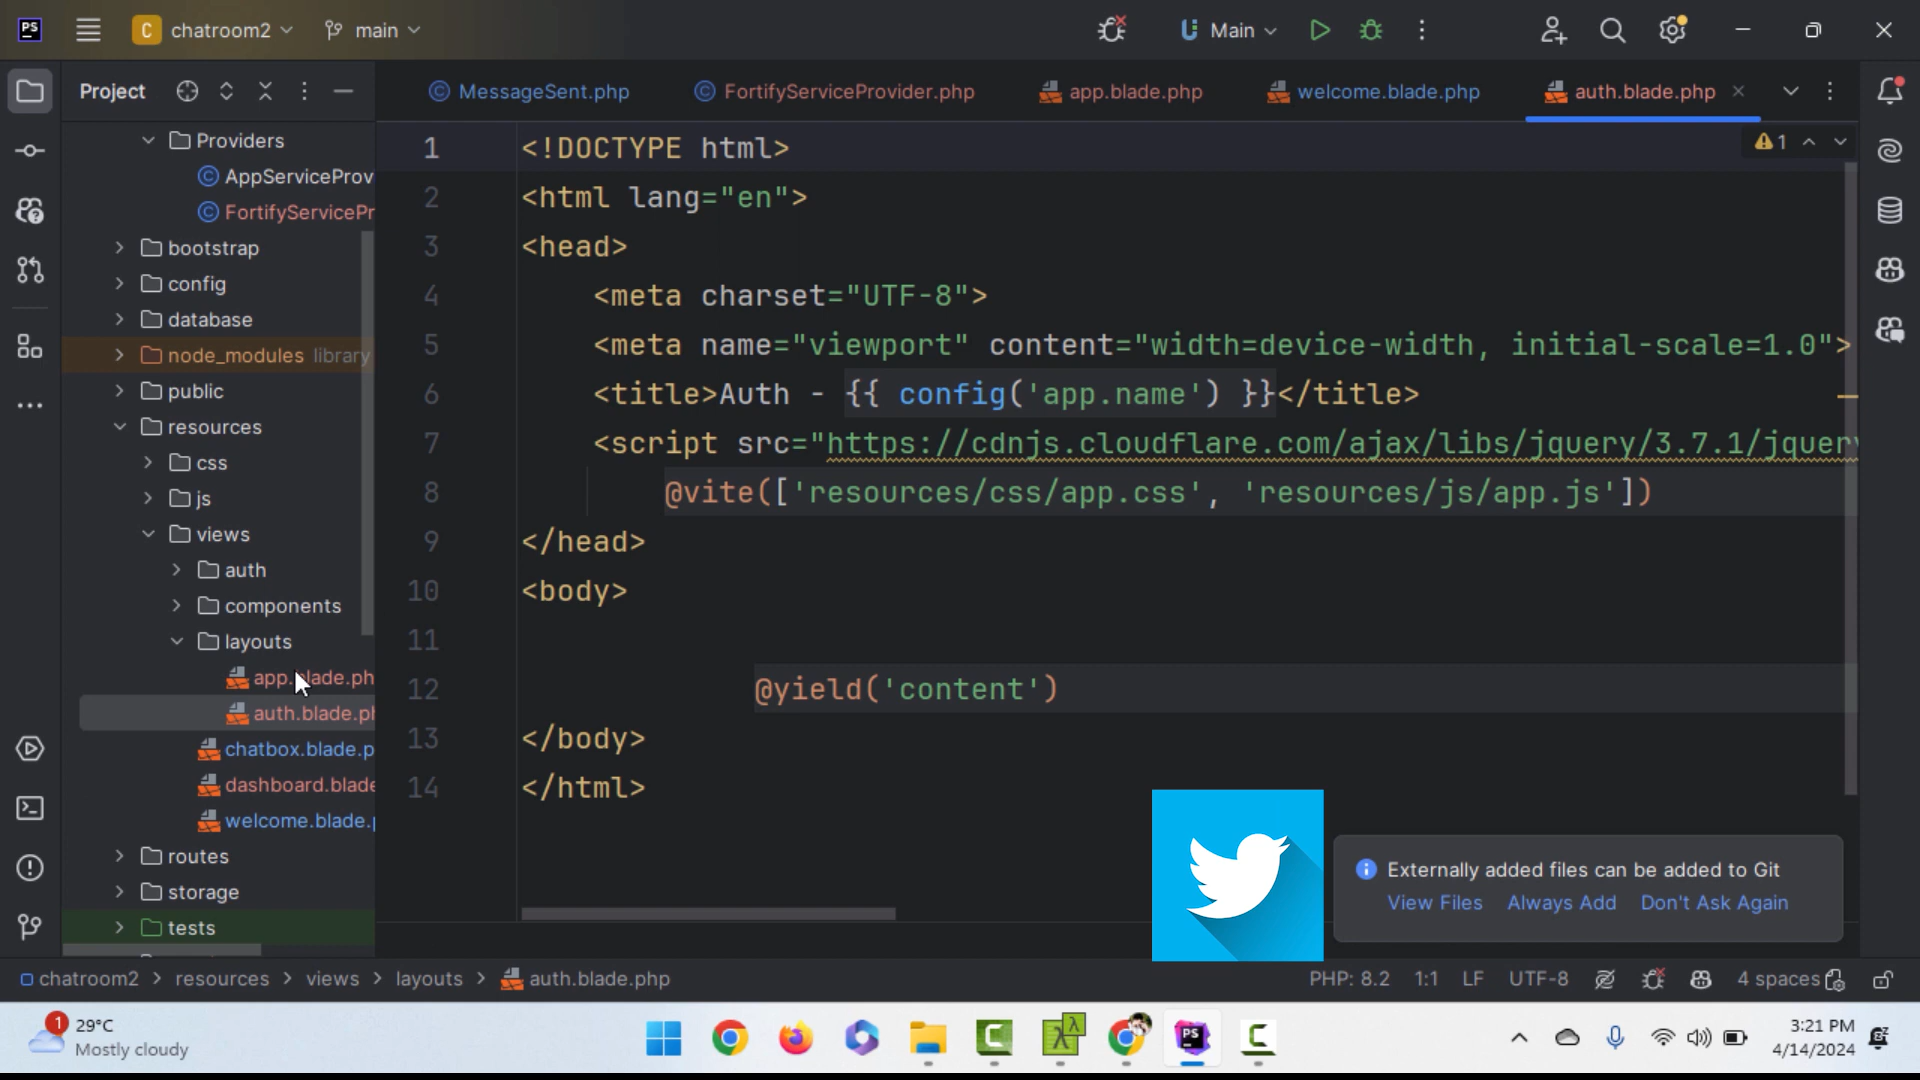 PS
C chatroom2 main
Main
Project
MessageSent.php FortifyServiceProvider.php app.blade.php welcome.blade.php auth.blade.php
Providers
AppServiceProv
FortifyServicePr
bootstrap
config
database
node_modules library
public
resources
css
js
views
auth
components
layouts
app.blade.ph
auth.blade.ph
chatbox.blade.p
dashboard.blade
welcome.blade.p
routes
storage
tests
1
1 <!DOCTYPE html>
2 <html lang="en">
3 <head>
4 <meta charset="UTF-8">
5 <meta name="viewport" content="width=device-width, initial-scale=1.0">
6 <title>Auth - {{ config('app.name') }}</title>
7 <script src="https://cdnjs.cloudflare.com/ajax/libs/jquery/3.7.1/jquery
8 @vite(['resources/css/app.css', 'resources/js/app.js'])
9 </head>
10 <body>
11
12 @yield('content')
13 </body>
14 </html>
Externally added files can be added to Git
View Files Always Add Don't Ask Again
chatroom2 > resources > views > layouts > auth.blade.php
PHP: 8.2 1:1 LF UTF-8 4 spaces
1 29°C
Mostly cloudy
PS
3:21 PM
4/14/2024